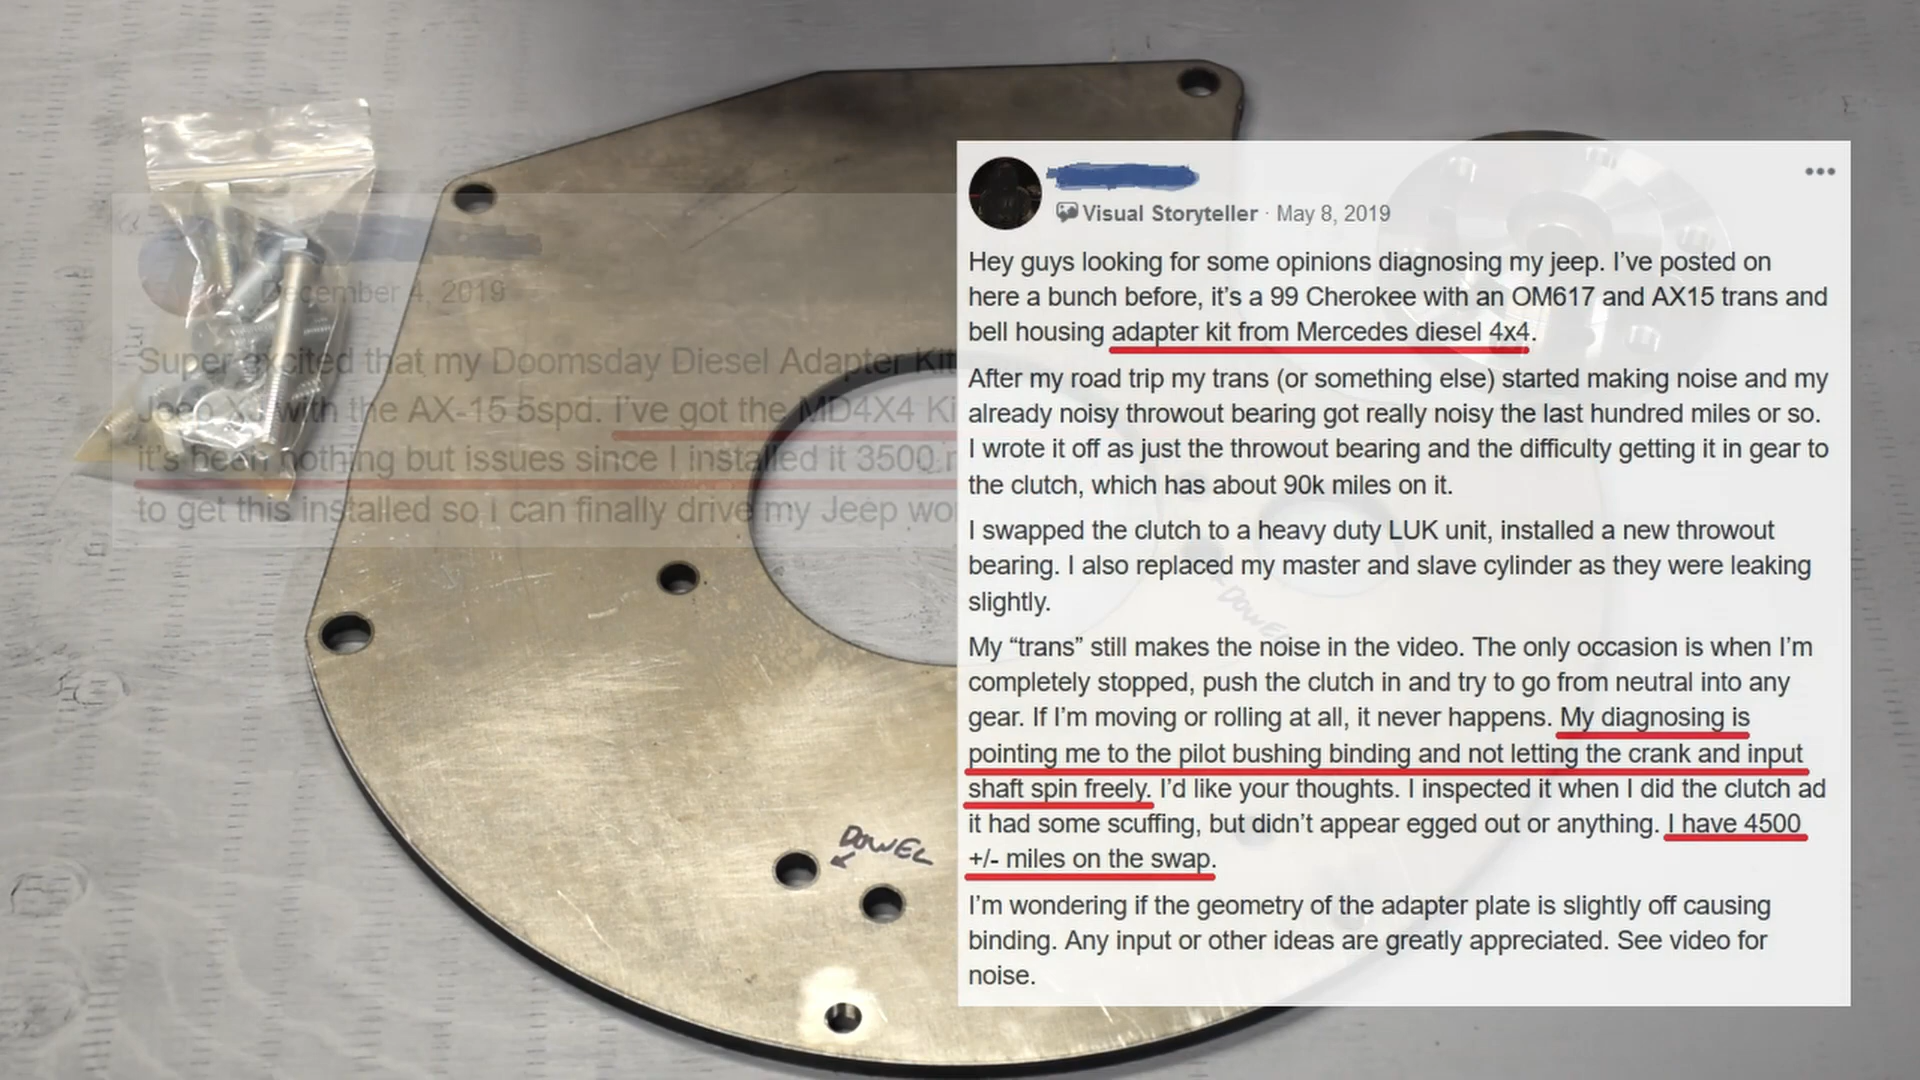 Visual Storyteller · May 8, 2019
Hey guys looking for some opinions diagnosing my jeep. I’ve posted on
here a bunch before, it’s a 99 Cherokee with an OM617 and AX15 trans and
bell housing adapter kit from Mercedes diesel 4x4.
After my road trip my trans (or something else) started making noise and my
already noisy throwout bearing got really noisy the last hundred miles or so.
I wrote it off as just the throwout bearing and the difficulty getting it in gear to
the clutch, which has about 90k miles on it.
I swapped the clutch to a heavy duty LUK unit, installed a new throwout
bearing. I also replaced my master and slave cylinder as they were leaking
slightly.
My “trans” still makes the noise in the video. The only occasion is when I’m
completely stopped, push the clutch in and try to go from neutral into any
gear. If I’m moving or rolling at all, it never happens. My diagnosing is
pointing me to the pilot bushing binding and not letting the crank and input
shaft spin freely. I’d like your thoughts. I inspected it when I did the clutch ad
it had some scuffing, but didn’t appear egged out or anything. I have 4500
+/- miles on the swap.
I’m wondering if the geometry of the adapter plate is slightly off causing
binding. Any input or other ideas are greatly appreciated. See video for
noise.
December 4, 2019
Super excited that my Doomsday Diesel Adapter Kit
Jeep with the AX-15 5spd. I’ve got the MD4X4 Ki
it’s been nothing but issues since I installed it 3500
to get this installed so I can finally drive my Jeep wo
DOWEL
DOWEL